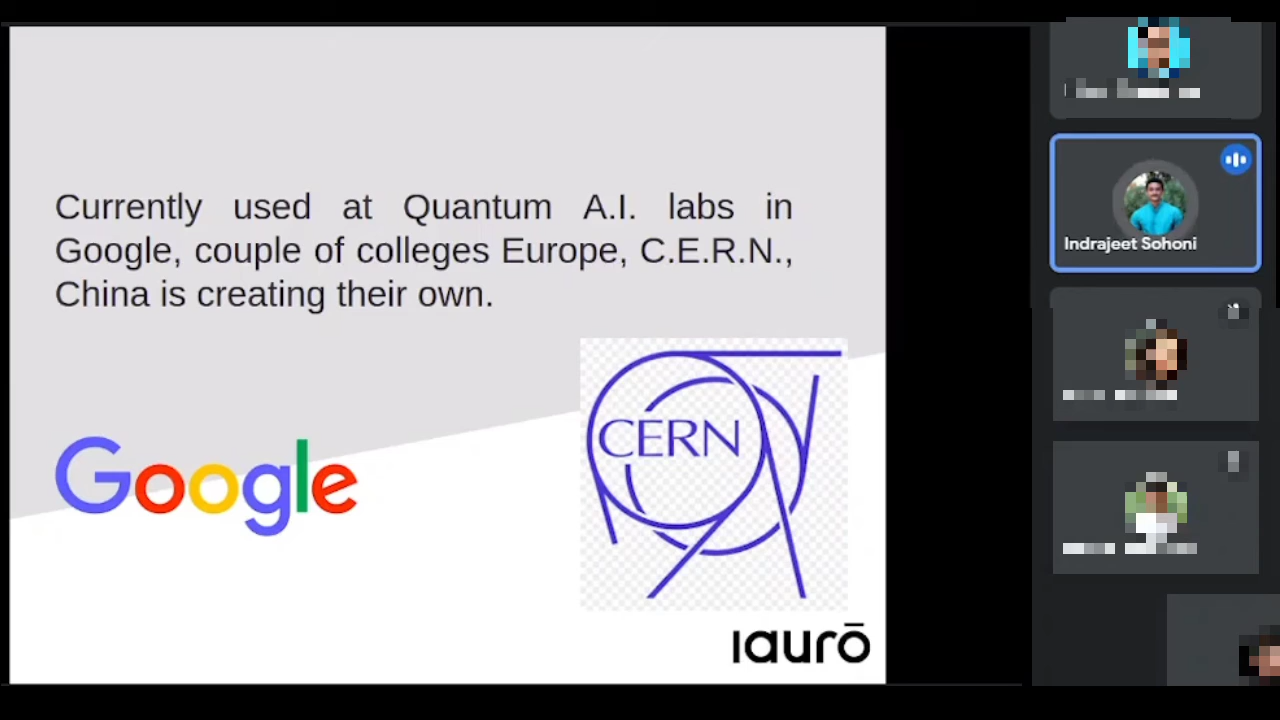 Currently used at Quantum A.I. labs in
Google, couple of colleges Europe, C.E.R.N.,
China is creating their own.
Google
CERN
ıaurō
Indrajeet Sohoni